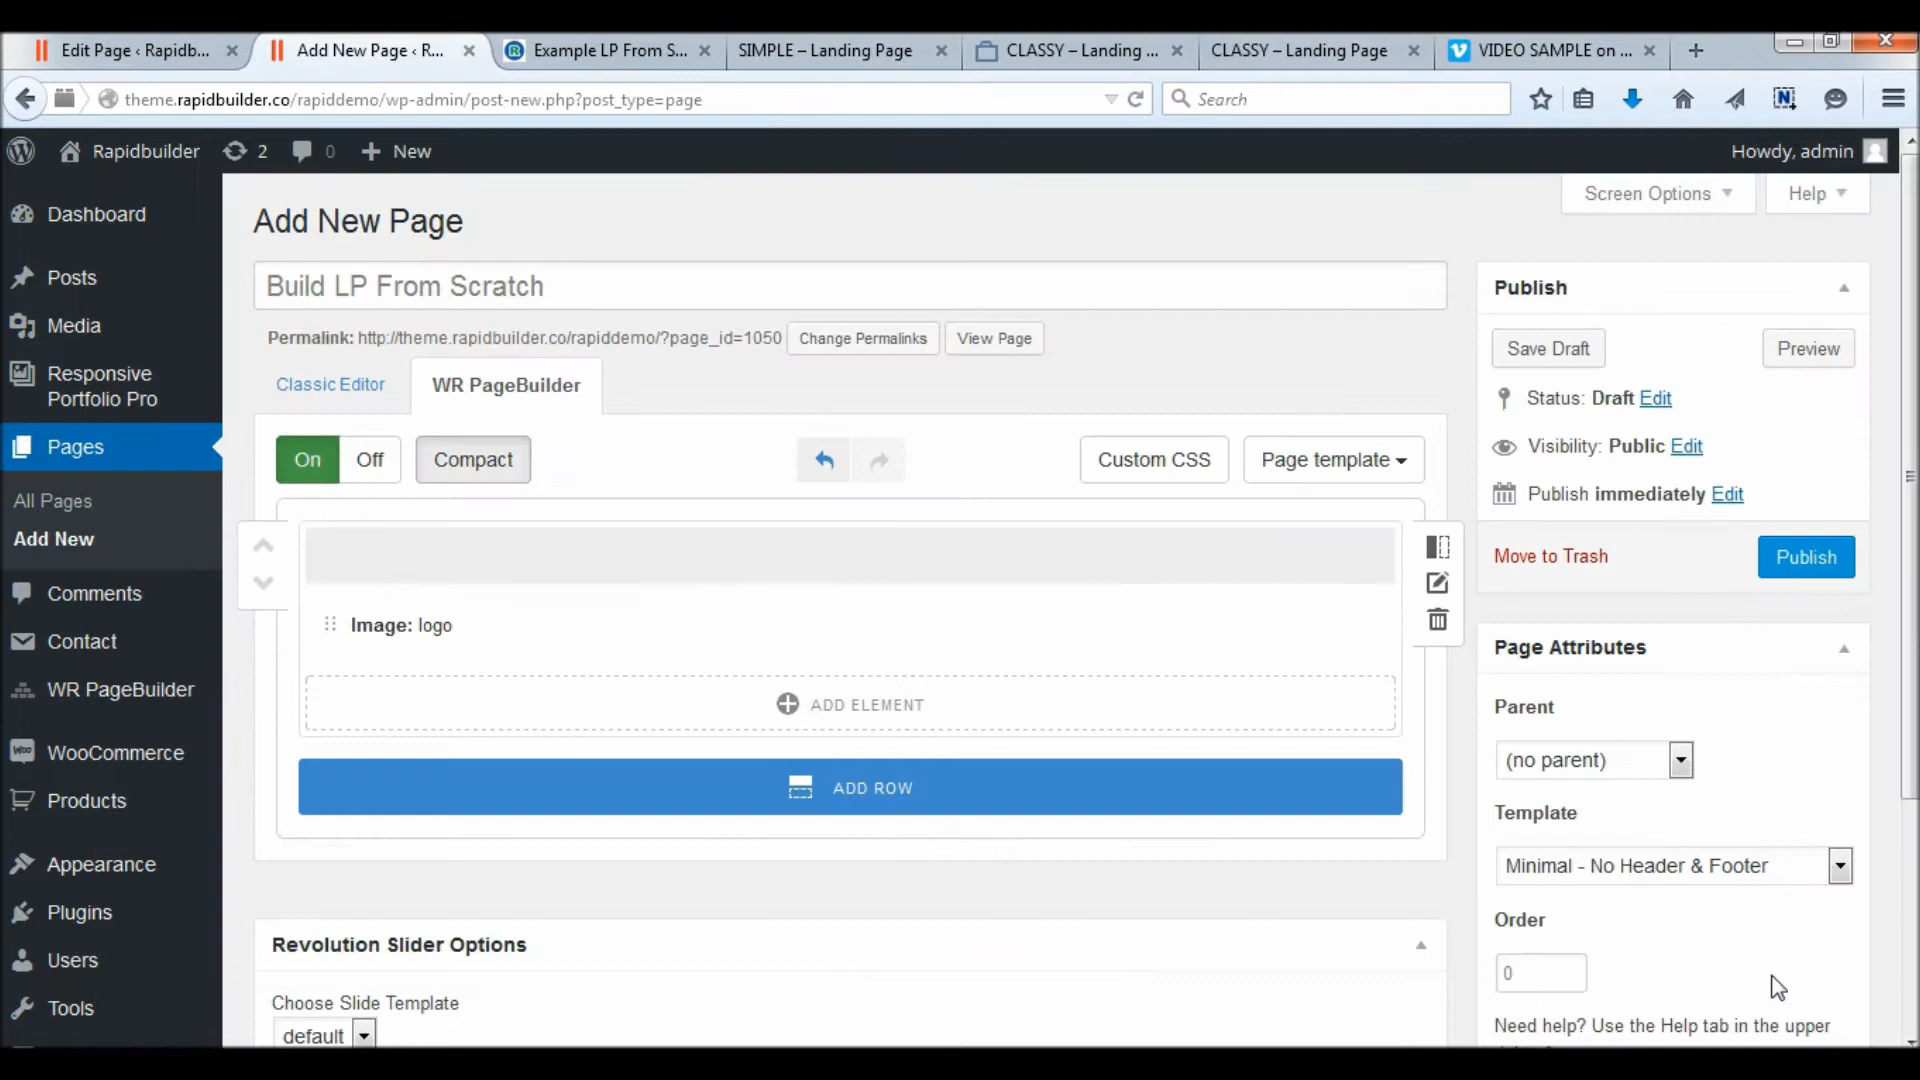 Edit Page ‹ Rapidb...
Add New Page ‹ R...
Example LP From S...
SIMPLE – Landing Page
CLASSY – Landing ...
CLASSY – Landing Page
VIDEO SAMPLE on ...
theme.rapidbuilder.co/rapiddemo/wp-admin/post-new.php?post_type=page
Search
Rapidbuilder
2
0
New
Howdy, admin
Screen Options
Help
Dashboard
Posts
Media
Responsive
Portfolio Pro
Pages
All Pages
Add New
Comments
Contact
WR PageBuilder
WooCommerce
Products
Appearance
Plugins
Users
Tools
Add New Page
Build LP From Scratch
Permalink: http://theme.rapidbuilder.co/rapiddemo/?page_id=1050 Change Permalinks View Page
Classic Editor
WR PageBuilder
On Off Compact
Custom CSS
Page template
Image: logo
ADD ELEMENT
ADD ROW
Revolution Slider Options
Choose Slide Template
default
Publish
Save Draft
Preview
Status: Draft Edit
Visibility: Public Edit
Publish immediately Edit
Move to Trash
Publish
Page Attributes
Parent
(no parent)
Template
Minimal - No Header & Footer
Order
0
Need help? Use the Help tab in the upper